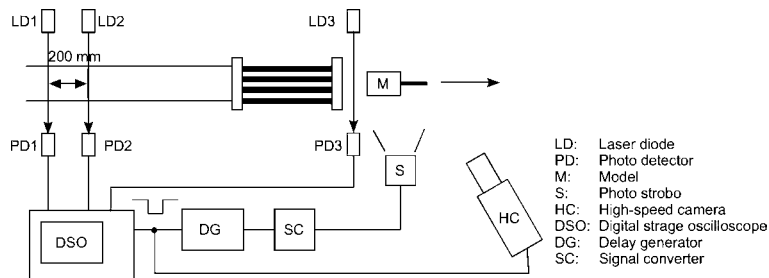 LD1
LD2
LD3
200 mm
M
PD1
PD2
PD3
S
HC
DSO
DG
SC
LD: Laser diode
PD: Photo detector
M: Model
S: Photo strobo
HC: High-speed camera
DSO: Digital strage oscilloscope
DG: Delay generator
SC: Signal converter